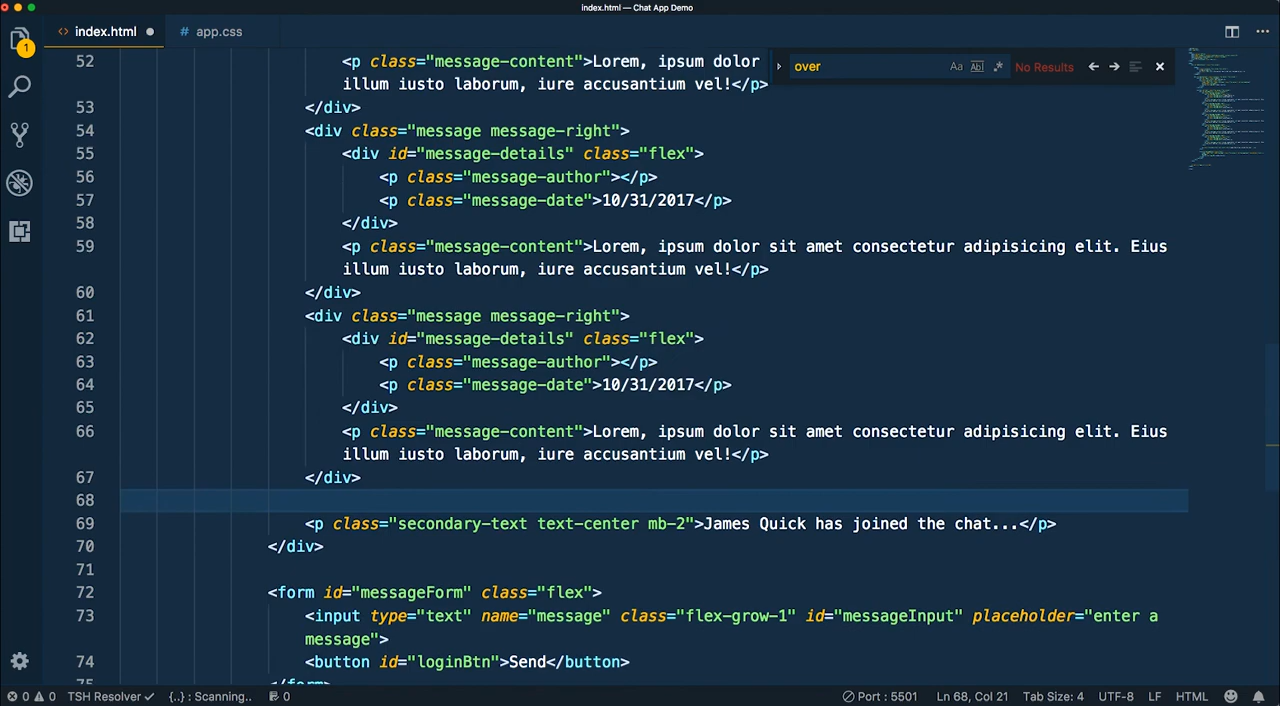 index.html — Chat App Demo
<> index.html
# app.css
1
over
Aa Abl .* No Results
52 <p class="message-content">Lorem, ipsum dolor
illum iusto laborum, iure accusantium vel!</p>
53 </div>
54 <div class="message message-right">
55 <div id="message-details" class="flex">
56 <p class="message-author"></p>
57 <p class="message-date">10/31/2017</p>
58 </div>
59 <p class="message-content">Lorem, ipsum dolor sit amet consectetur adipisicing elit. Eius
illum iusto laborum, iure accusantium vel!</p>
60 </div>
61 <div class="message message-right">
62 <div id="message-details" class="flex">
63 <p class="message-author"></p>
64 <p class="message-date">10/31/2017</p>
65 </div>
66 <p class="message-content">Lorem, ipsum dolor sit amet consectetur adipisicing elit. Eius
illum iusto laborum, iure accusantium vel!</p>
67 </div>
68
69 <p class="secondary-text text-center mb-2">James Quick has joined the chat...</p>
70 </div>
71
72 <form id="messageForm" class="flex">
73 <input type="text" name="message" class="flex-grow-1" id="messageInput" placeholder="enter a
message">
74 <button id="loginBtn">Send</button>
75 </form>
0 0 TSH Resolver ✓ {..} : Scanning.. 0 Port : 5501 Ln 68, Col 21 Tab Size: 4 UTF-8 LF HTML